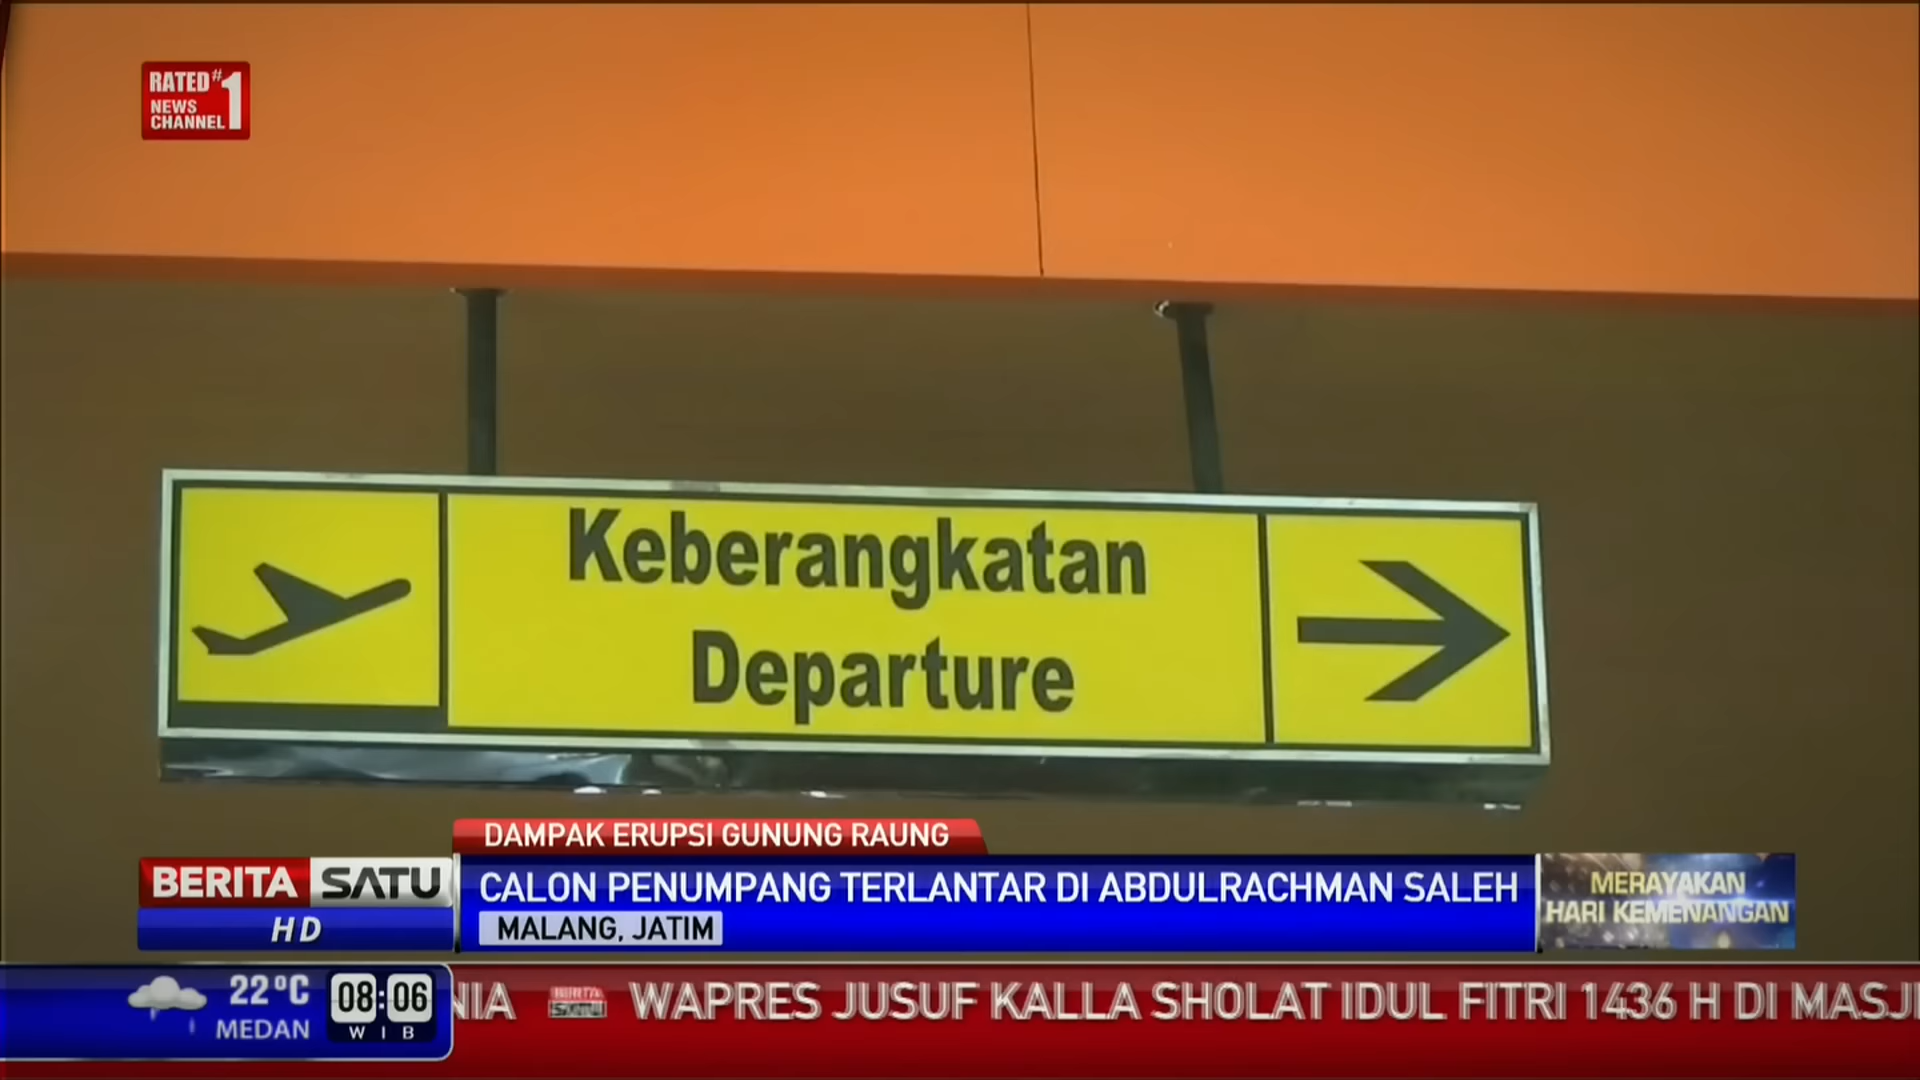 RATED #1
NEWS
CHANNEL
Keberangkatan
Departure
DAMPAK ERUPSI GUNUNG RAUNG
BERITA SATU
HD
CALON PENUMPANG TERLANTAR DI ABDULRACHMAN SALEH
MALANG, JATIM
MERAYAKAN
HARI KEMENANGAN
22°C
MEDAN
08:06
WIB
NIA BERITA SATU WAPRES JUSUF KALLA SHOLAT IDUL FITRI 1436 H DI MASJI